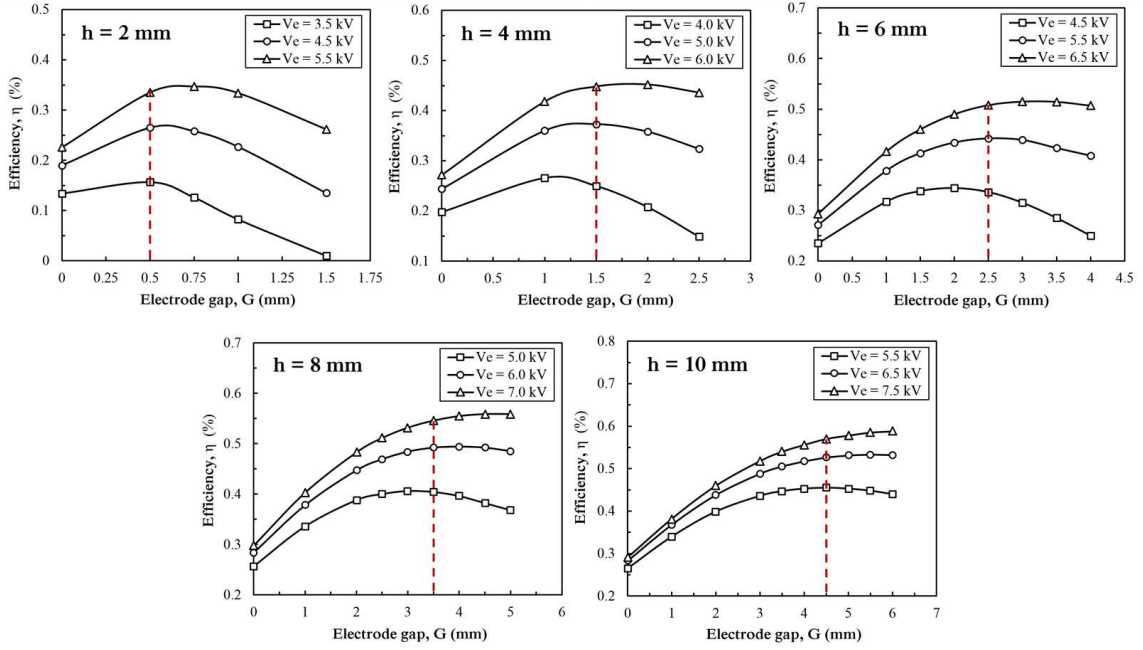 h = 2 mm
Ve = 3.5 kV
Ve = 4.5 kV
Ve = 5.5 kV
Efficiency, η (%)
0.5
0.4
0.3
0.2
0.1
0
0 0.25 0.5 0.75 1 1.25 1.5 1.75
Electrode gap, G (mm)
h = 4 mm
Ve = 4.0 kV
Ve = 5.0 kV
Ve = 6.0 kV
Efficiency, η (%)
0.6
0.5
0.4
0.3
0.2
0.1
0 0.5 1 1.5 2 2.5 3
Electrode gap, G (mm)
h = 6 mm
Ve = 4.5 kV
Ve = 5.5 kV
Ve = 6.5 kV
Efficiency, η (%)
0.7
0.6
0.5
0.4
0.3
0.2
0 0.5 1 1.5 2 2.5 3 3.5 4 4.5
Electrode gap, G (mm)
h = 8 mm
Ve = 5.0 kV
Ve = 6.0 kV
Ve = 7.0 kV
Efficiency, η (%)
0.7
0.6
0.5
0.4
0.3
0.2
0 1 2 3 4 5 6
Electrode gap, G (mm)
h = 10 mm
Ve = 5.5 kV
Ve = 6.5 kV
Ve = 7.5 kV
Efficiency, η (%)
0.8
0.7
0.6
0.5
0.4
0.3
0.2
0 1 2 3 4 5 6 7
Electrode gap, G (mm)